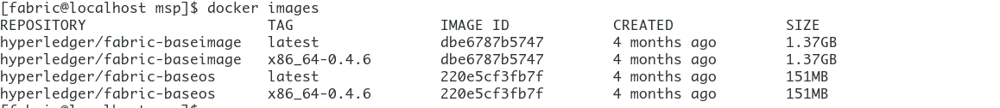 [fabric@localhost msp]$ docker images
REPOSITORY TAG IMAGE ID CREATED SIZE
hyperledger/fabric-baseimage latest dbe6787b5747 4 months ago 1.37GB
hyperledger/fabric-baseimage x86_64-0.4.6 dbe6787b5747 4 months ago 1.37GB
hyperledger/fabric-baseos latest 220e5cf3fb7f 4 months ago 151MB
hyperledger/fabric-baseos x86_64-0.4.6 220e5cf3fb7f 4 months ago 151MB